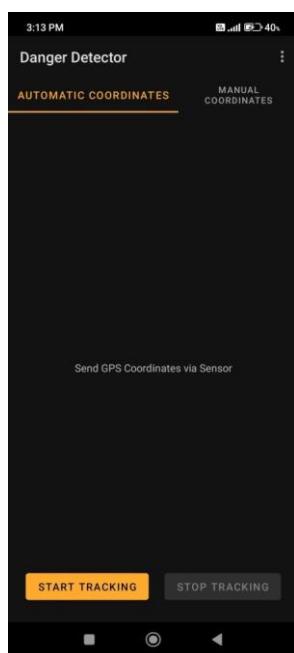 3:13 PM
40%
Danger Detector
AUTOMATIC COORDINATES
MANUAL
COORDINATES
Send GPS Coordinates via Sensor
START TRACKING
STOP TRACKING